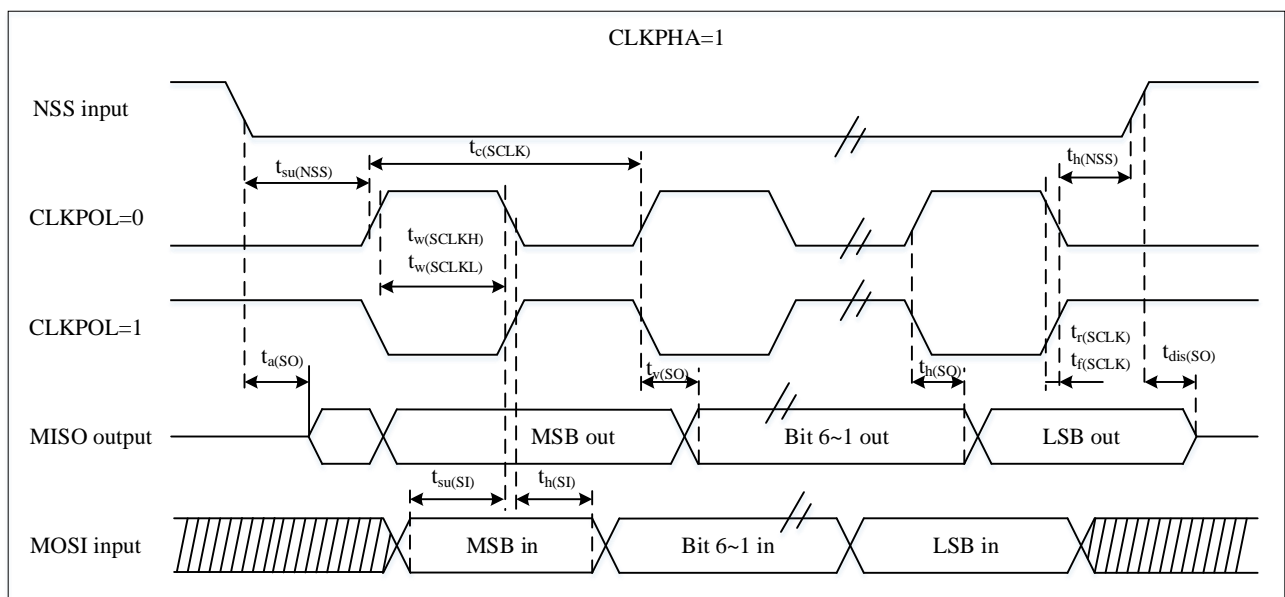 CLKPHA=1
NSS input
tc(SCLK)
tsu(NSS)
th(NSS)
CLKPOL=0
tw(SCLKH)
tw(SCLKL)
CLKPOL=1
tr(SCLK)
tf(SCLK)
ta(SO)
tv(SO)
th(SO)
tdis(SO)
MISO output
MSB out
Bit 6~1 out
LSB out
tsu(SI)
th(SI)
MOSI input
MSB in
Bit 6~1 in
LSB in